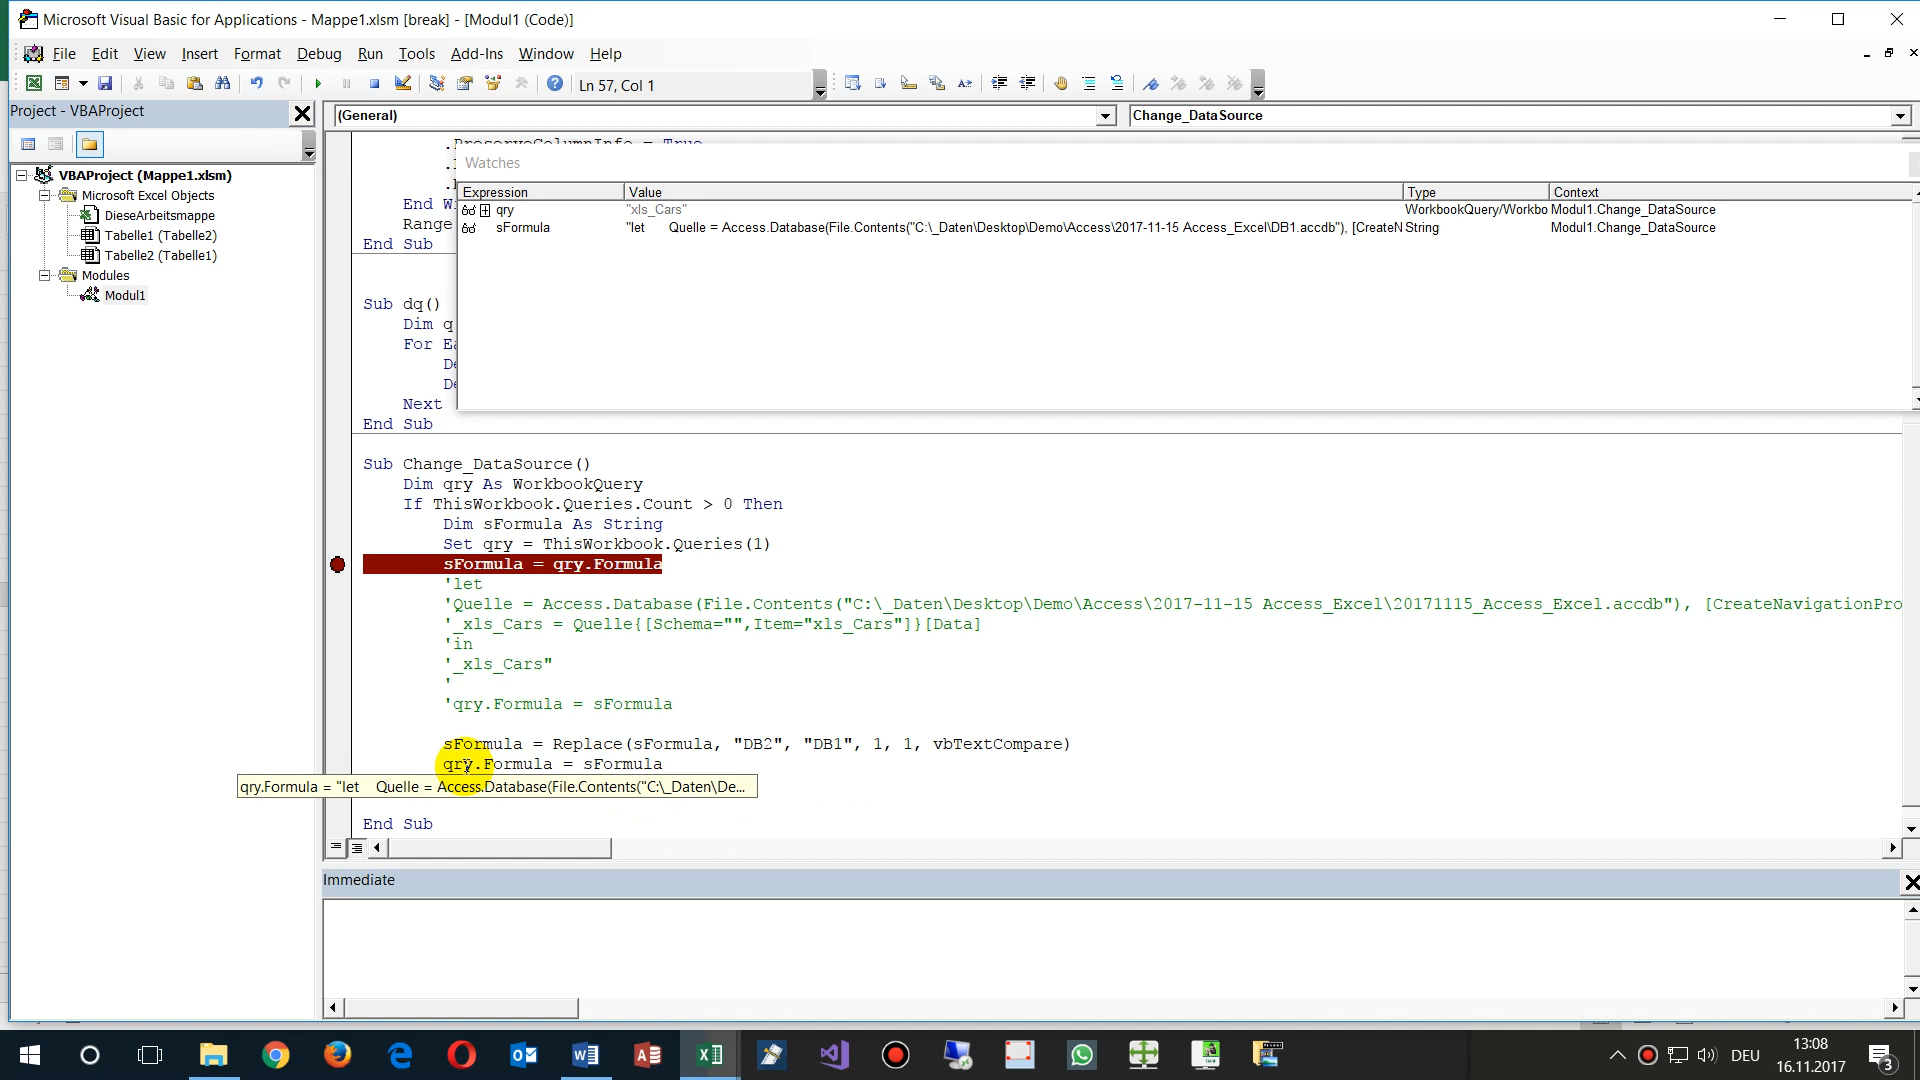 Microsoft Visual Basic for Applications - Mappe1.xlsm [break] - [Modul1 (Code)]
File Edit View Insert Format Debug Run Tools Add-Ins Window Help
Ln 57, Col 1
Project - VBAProject
(General)
Change_DataSource
VBAProject (Mappe1.xlsm)
Microsoft Excel Objects
DieseArbeitsmappe
Tabelle1 (Tabelle2)
Tabelle2 (Tabelle1)
Modules
Modul1
.PreserveColumnInfo = True
Watches
Expression Value Type Context
qry "xls_Cars" WorkbookQuery/Workbo Modul1.Change_DataSource
sFormula "let Quelle = Access.Database(File.Contents("C:\_Daten\Desktop\Demo\Access\2017-11-15 Access_Excel\DB1.accdb"), [CreateN String Modul1.Change_DataSource
End Wi
Range
End Sub
Sub dq()
Dim q
For Ea
De
De
Next
End Sub
Sub Change_DataSource()
Dim qry As WorkbookQuery
If ThisWorkbook.Queries.Count > 0 Then
Dim sFormula As String
Set qry = ThisWorkbook.Queries(1)
sFormula = qry.Formula
'let
'Quelle = Access.Database(File.Contents("C:\_Daten\Desktop\Demo\Access\2017-11-15 Access_Excel\20171115_Access_Excel.accdb"), [CreateNavigationPro
'_xls_Cars = Quelle{[Schema="",Item="xls_Cars"]}[Data]
'in
'_xls_Cars"
'
'qry.Formula = sFormula
sFormula = Replace(sFormula, "DB2", "DB1", 1, 1, vbTextCompare)
qry.Formula = sFormula
qry.Formula = "let Quelle = Access.Database(File.Contents("C:\_Daten\De...
End Sub
Immediate
DEU
13:08
16.11.2017
3